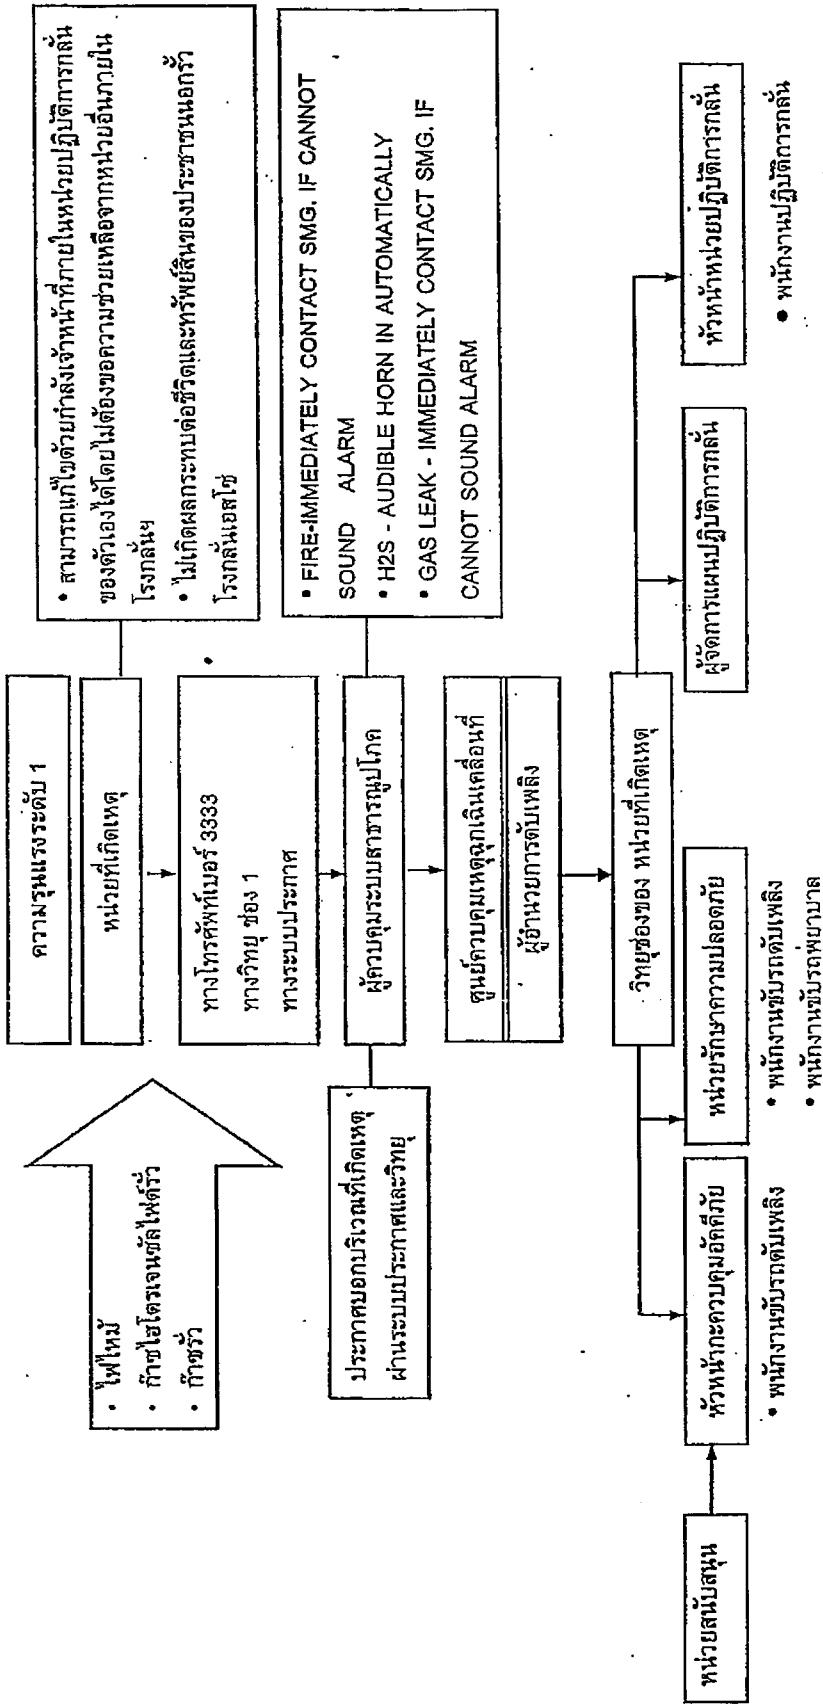 ความรุนแรงระดับ 1
หน่วยที่เกิดเหตุ
• สามารถแก้ไขด้วยกำลังเจ้าหน้าที่ภายในหน่วยปฏิบัติการกลั่น
ของตัวเองได้โดยไม่ต้องขอความช่วยเหลือจากหน่วยอื่นภายใน
โรงกลั่นฯ
• ไม่เกิดผลกระทบต่อชีวิตและทรัพย์สินของประชาชนนอกรั้ว
โรงกลั่นเอสโซ่
• ไฟไหม้
• ก๊าซไฮโดรเจนซัลไฟด์รั่ว
• ก๊าซรั่ว
ทางโทรศัพท์เบอร์ 3333
ทางวิทยุ ช่อง 1
ทางระบบประกาศ
ประกาศบอกบริเวณที่เกิดเหตุ
ผ่านระบบประกาศและวิทยุ
ผู้ควบคุมระบบสาธารณูปโภค
• FIRE-IMMEDIATELY CONTACT SMG. IF CANNOT
SOUND ALARM
• H2S - AUDIBLE HORN IN AUTOMATICALLY
• GAS LEAK - IMMEDIATELY CONTACT SMG. IF
CANNOT SOUND ALARM
ศูนย์ควบคุมเหตุฉุกเฉินเคลื่อนที่
ผู้อำนวยการดับเพลิง
วิทยุช่องของ หน่วยที่เกิดเหตุ
หน่วยสนับสนุน
หัวหน้ากะควบคุมอัคคีภัย
• พนักงานขับรถดับเพลิง
หน่วยรักษาความปลอดภัย
• พนักงานขับรถดับเพลิง
• พนักงานขับรถพยาบาล
ผู้จัดการแผนปฏิบัติการกลั่น
หัวหน้าหน่วยปฏิบัติการกลั่น
• พนักงานปฏิบัติการกลั่น